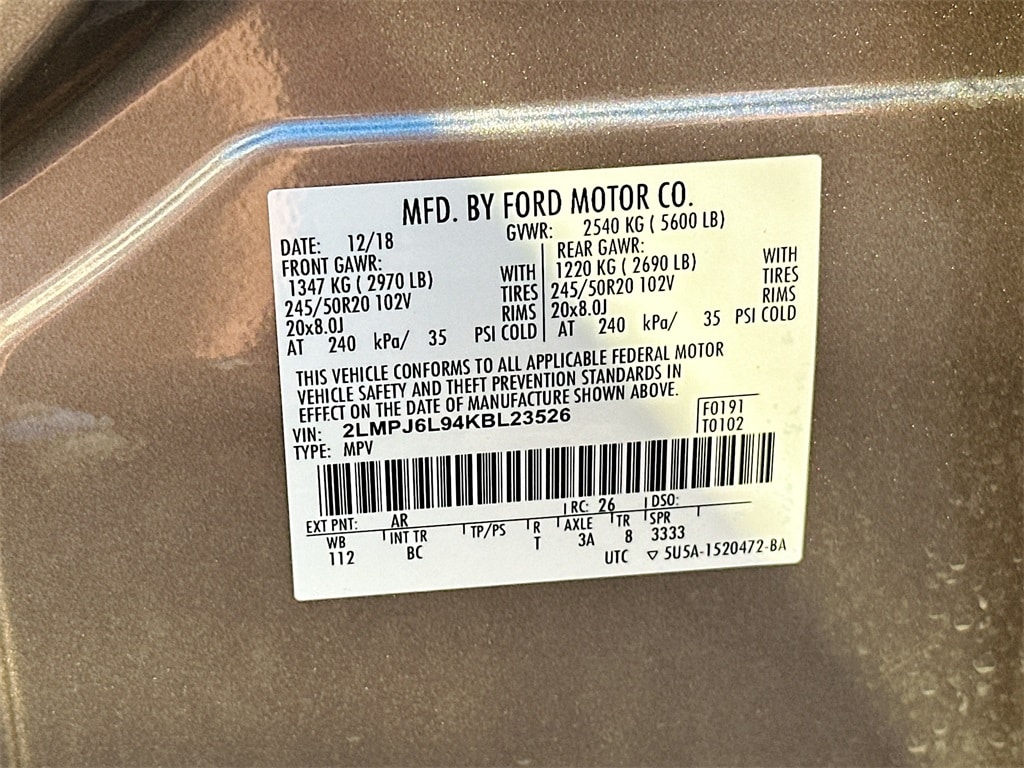 MFD. BY FORD MOTOR CO.
DATE: 12/18
GVWR: 2540 KG ( 5600 LB)
FRONT GAWR:
1347 KG ( 2970 LB) WITH
245/50R20 102V TIRES
20x8.0J RIMS
AT 240 kPa/ 35 PSI COLD
REAR GAWR:
1220 KG ( 2690 LB) WITH
245/50R20 102V TIRES
20x8.0J RIMS
AT 240 kPa/ 35 PSI COLD
THIS VEHICLE CONFORMS TO ALL APPLICABLE FEDERAL MOTOR
VEHICLE SAFETY AND THEFT PREVENTION STANDARDS IN
EFFECT ON THE DATE OF MANUFACTURE SHOWN ABOVE.
VIN: 2LMPJ6L94KBL23526
TYPE: MPV
F0191
T0102
EXT PNT: AR RC: 26 DSO:
WB INT TR TP/PS R AXLE TR SPR
112 BC T 3A 8 3333
UTC ▽ 5U5A-1520472-BA